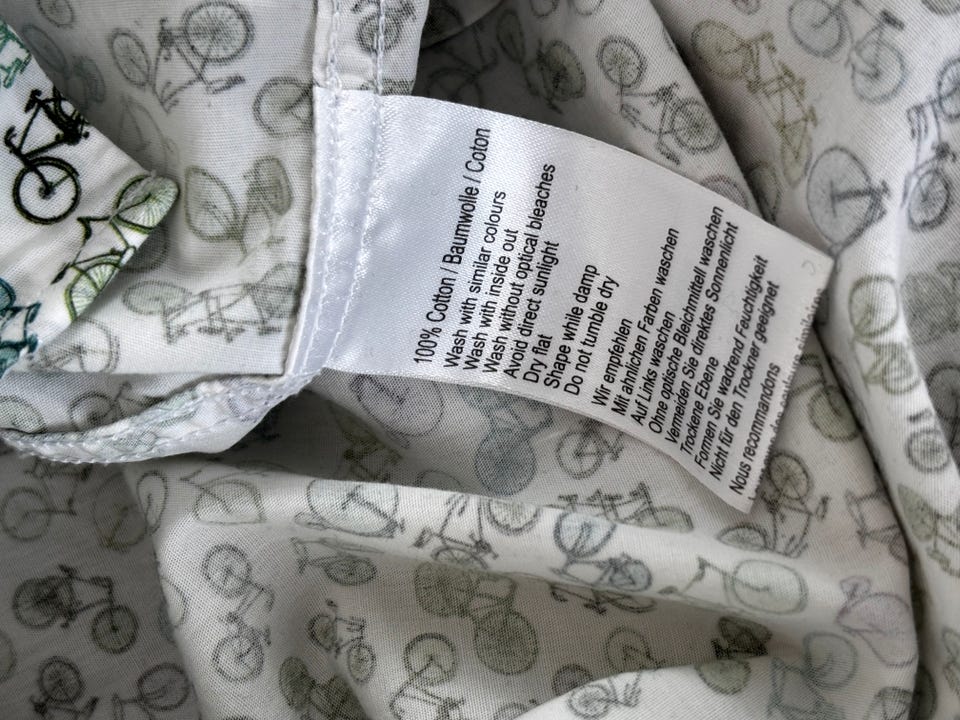 100% Cotton / Baumwolle / Coton
Wash with similar colours
Wash with inside out
Wash without optical bleaches
Avoid direct sunlight
Dry flat
Shape while damp
Do not tumble dry
Wir empfehlen
Mit ähnlichen Farben waschen
Auf Links waschen
Ohne optische Bleichmittell waschen
Vermeiden Sie direktes Sonnenlicht
Trockene Ebene
Formen Sie wadrend Feuchtigkeit
Nicht für den Trockner geeignet
Nous recommandons